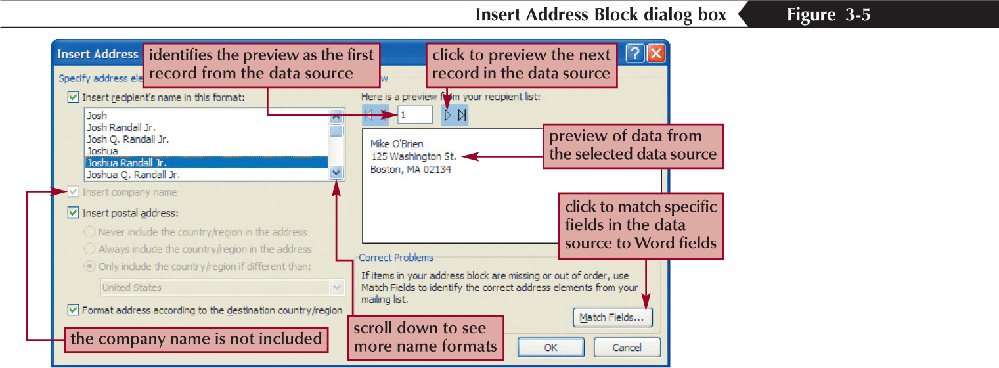 Insert Address Block dialog box
Figure 3-5
Insert Address
identifies the preview as the first
record from the data source
click to preview the next
record in the data source
Specify address ele
w
Insert recipient's name in this format:
Josh
Josh Randall Jr.
Josh Q. Randall Jr.
Joshua
Joshua Randall Jr.
Joshua Q. Randall Jr.
Here is a preview from your recipient list:
1
Mike O'Brien
125 Washington St.
Boston, MA 02134
preview of data from
the selected data source
Insert company name
Insert postal address:
Never include the country/region in the address
Always include the country/region in the address
Only include the country/region if different than:
United States
Format address according to the destination country/region
click to match specific
fields in the data
source to Word fields
Correct Problems
If items in your address block are missing or out of order, use
Match Fields to identify the correct address elements from your
mailing list.
Match Fields...
the company name is not included
scroll down to see
more name formats
OK
Cancel